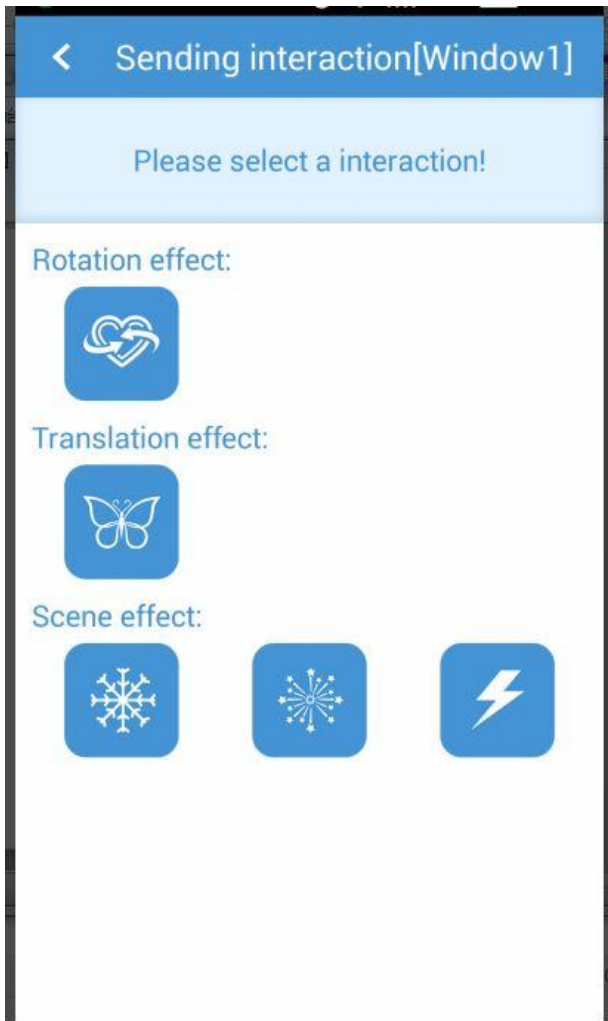 Sending interaction[Window1]
Please select a interaction!
Rotation effect:
Translation effect:
Scene effect: